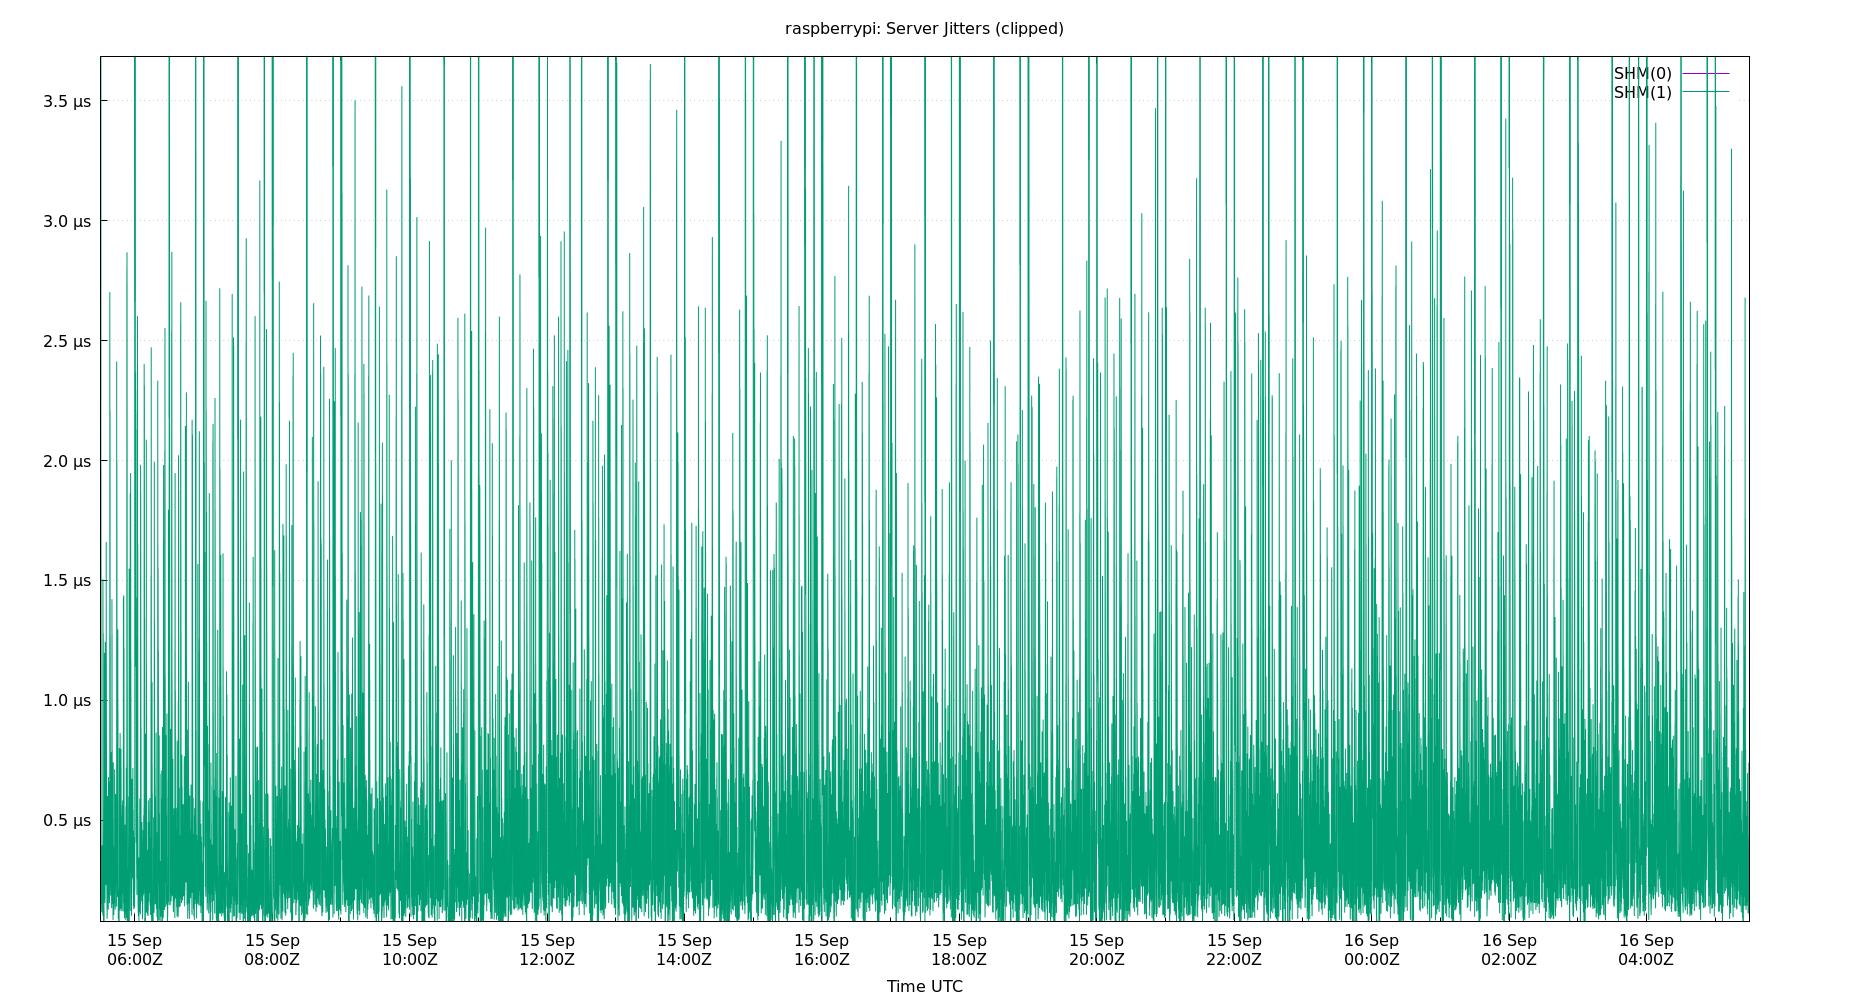 raspberrypi: Server Jitters (clipped)
SHM(0)
SHM(1)
3.5 μs
3.0 μs
2.5 μs
2.0 μs
1.5 μs
1.0 μs
0.5 μs
15 Sep 15 Sep 15 Sep 15 Sep 15 Sep 15 Sep 15 Sep 15 Sep 15 Sep 16 Sep 16 Sep 16 Sep
06:00Z 08:00Z 10:00Z 12:00Z 14:00Z 16:00Z 18:00Z 20:00Z 22:00Z 00:00Z 02:00Z 04:00Z
Time UTC